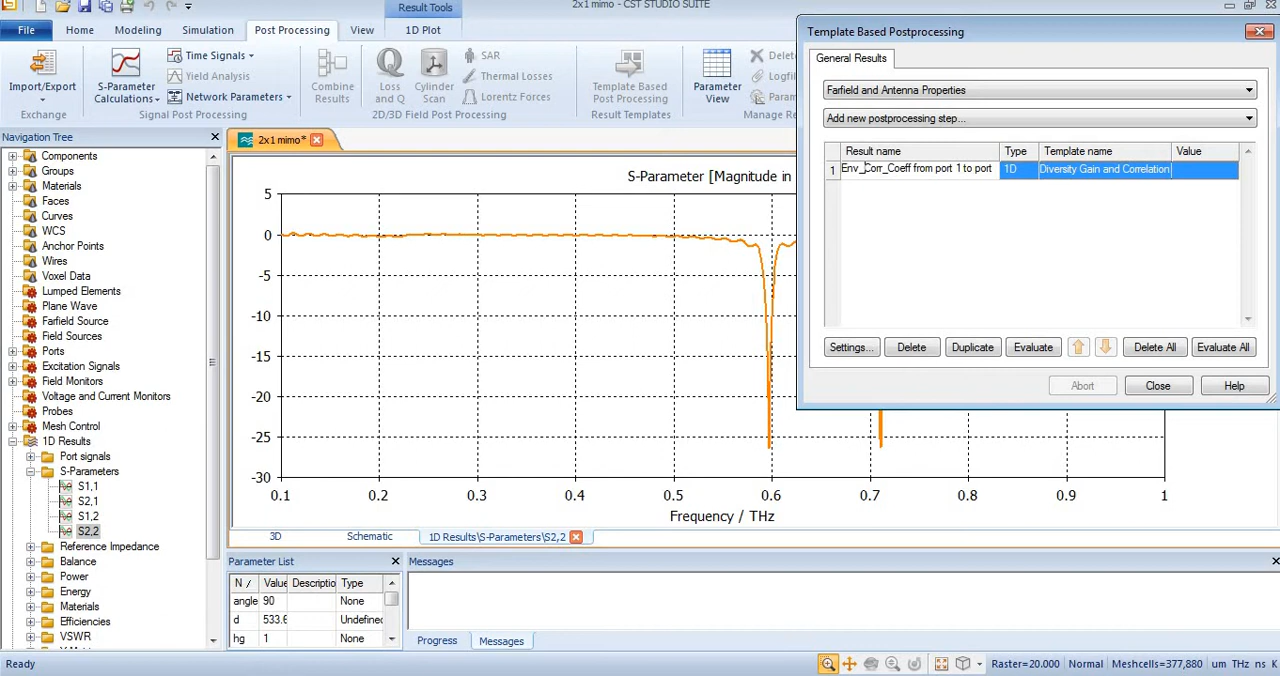 2x1 mimo - CST STUDIO SUITE
Result Tools
File
Home
Modeling
Simulation
Post Processing
View
1D Plot
Import/Export
Exchange
S-Parameter
Calculations
Time Signals
Yield Analysis
Network Parameters
Signal Post Processing
Combine
Results
Loss
and Q
Cylinder
Scan
SAR
Thermal Losses
Lorentz Forces
2D/3D Field Post Processing
Template Based
Post Processing
Result Templates
Parameter
View
Delete
Logfil
Param
Manage Re
Template Based Postprocessing
General Results
Farfield and Antenna Properties
Add new postprocessing step...
Result name
Type
Template name
Value
1
Env_Corr_Coeff from port 1 to port
1D
Diversity Gain and Correlation
Settings...
Delete
Duplicate
Evaluate
Delete All
Evaluate All
Abort
Close
Help
Navigation Tree
Components
Groups
Materials
Faces
Curves
WCS
Anchor Points
Wires
Voxel Data
Lumped Elements
Plane Wave
Farfield Source
Field Sources
Ports
Excitation Signals
Field Monitors
Voltage and Current Monitors
Probes
Mesh Control
1D Results
Port signals
S-Parameters
S1,1
S2,1
S1,2
S2,2
Reference Impedance
Balance
Power
Energy
Materials
Efficiencies
VSWR
2x1 mimo*
S-Parameter [Magnitude in
5
0
-5
-10
-15
-20
-25
-30
0.1
0.2
0.3
0.4
0.5
0.6
0.7
0.8
0.9
1
Frequency / THz
3D
Schematic
1D Results\S-Parameters\S2,2
Parameter List
N
Value
Descriptio
Type
angle
90
None
d
533.6
Undefined
hg
1
None
Messages
Progress
Messages
Ready
Raster=20.000
Normal
Meshcells=377,880
um THz ns K